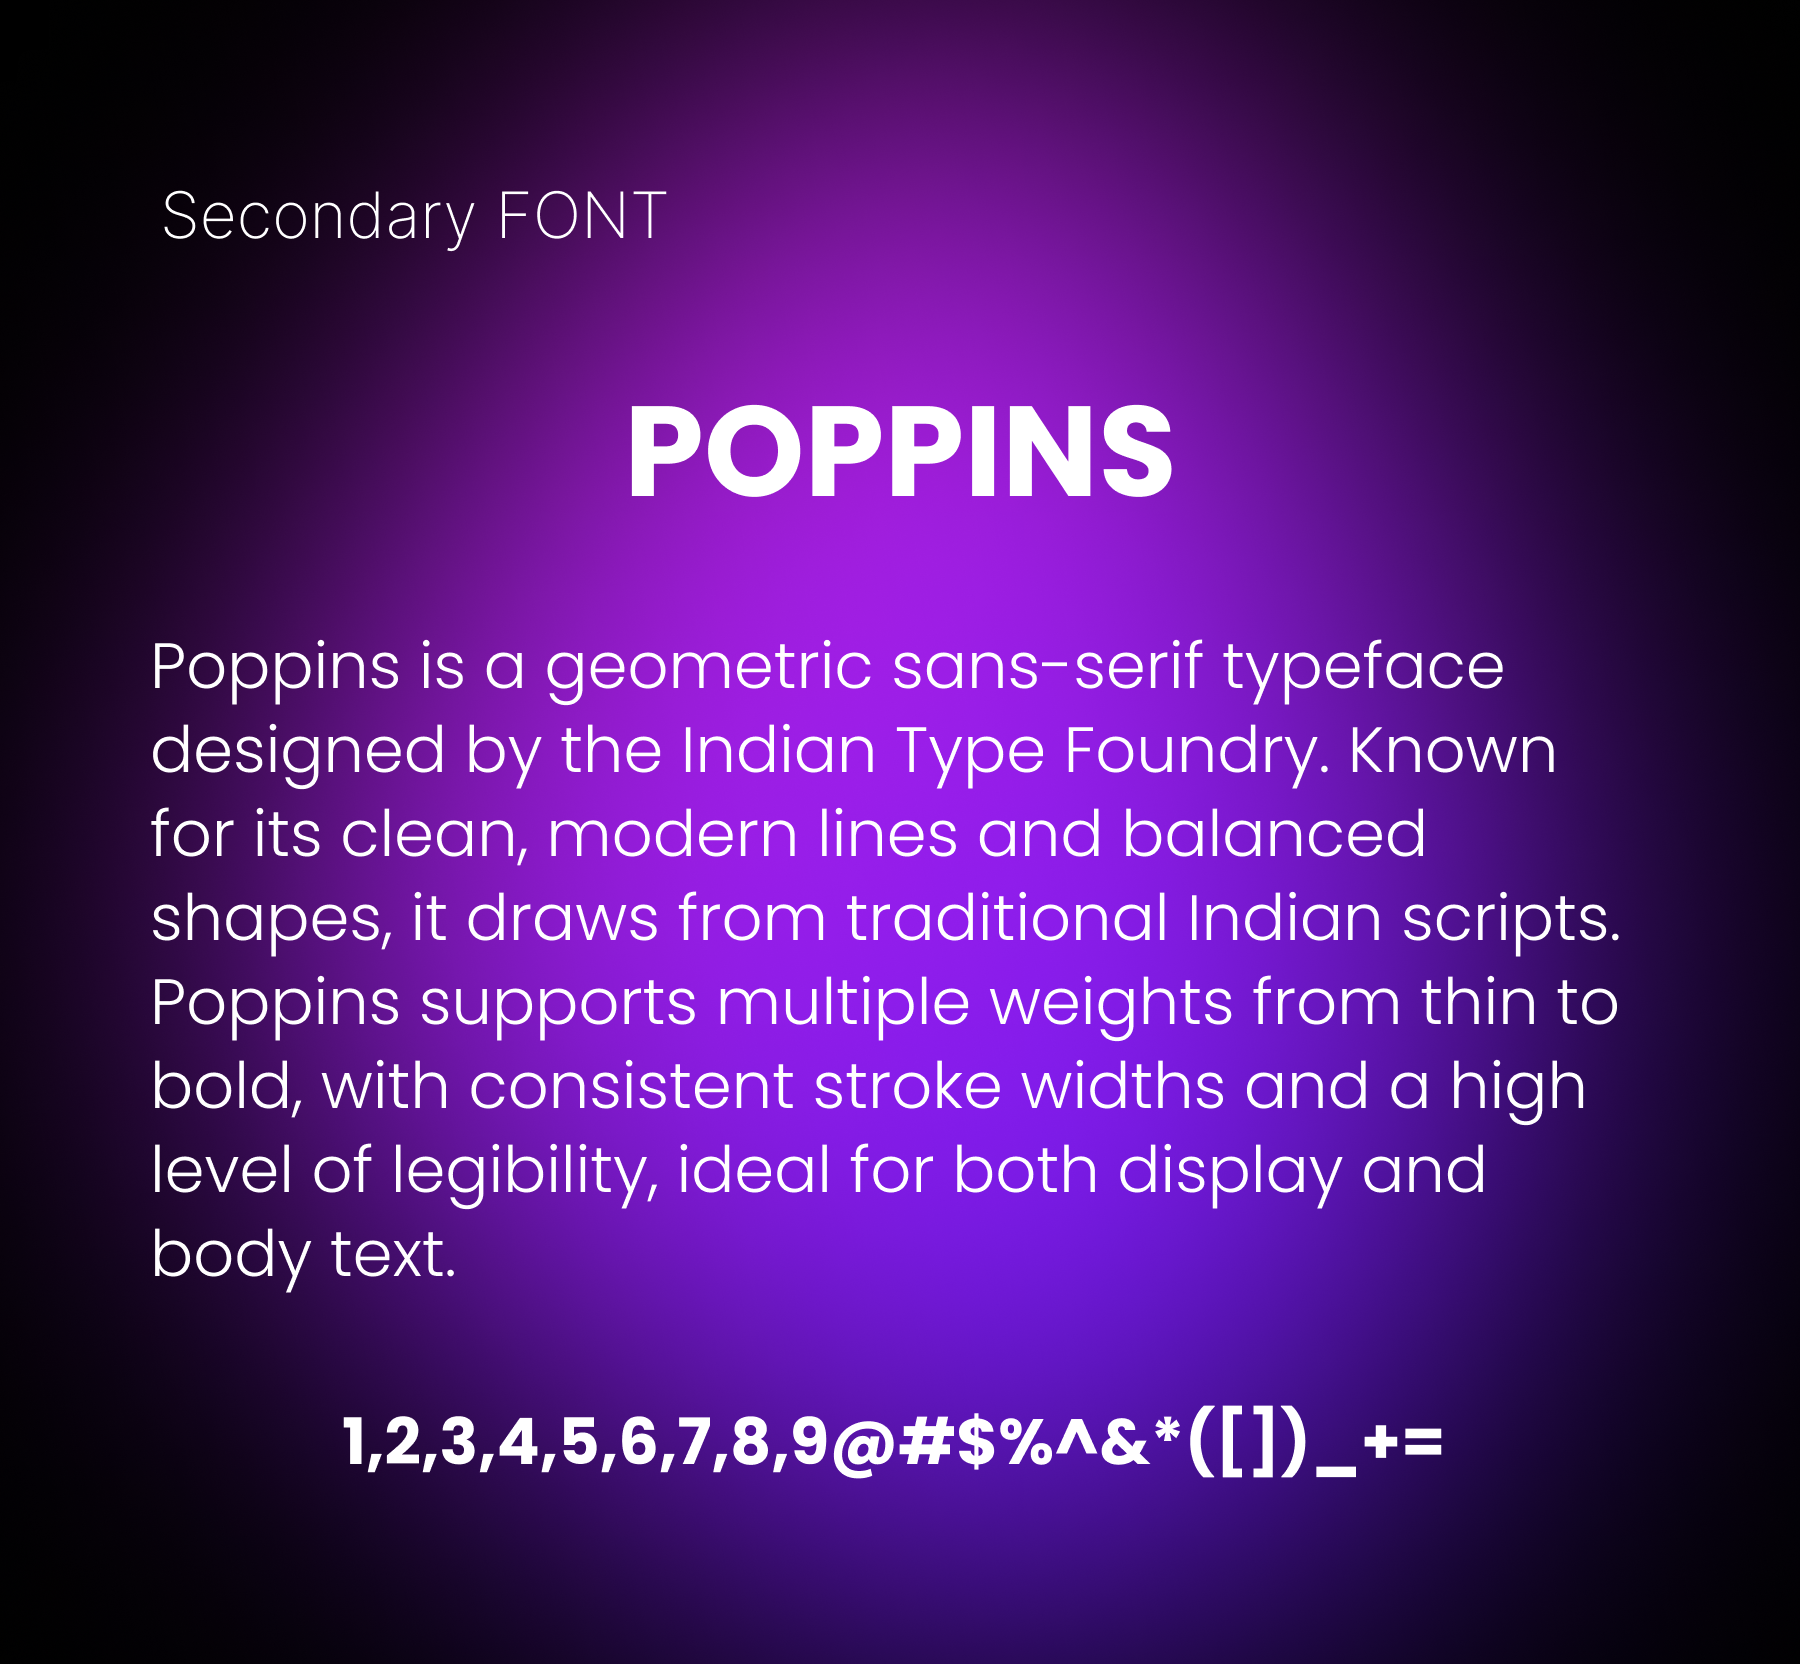 Secondary FONT
POPPINS
Poppins is a geometric sans-serif typeface
designed by the Indian Type Foundry. Known
for its clean, modern lines and balanced
shapes, it draws from traditional Indian scripts.
Poppins supports multiple weights from thin to
bold, with consistent stroke widths and a high
level of legibility, ideal for both display and
body text.
1,2,3,4,5,6,7,8,9@#$%^&*([])_+=